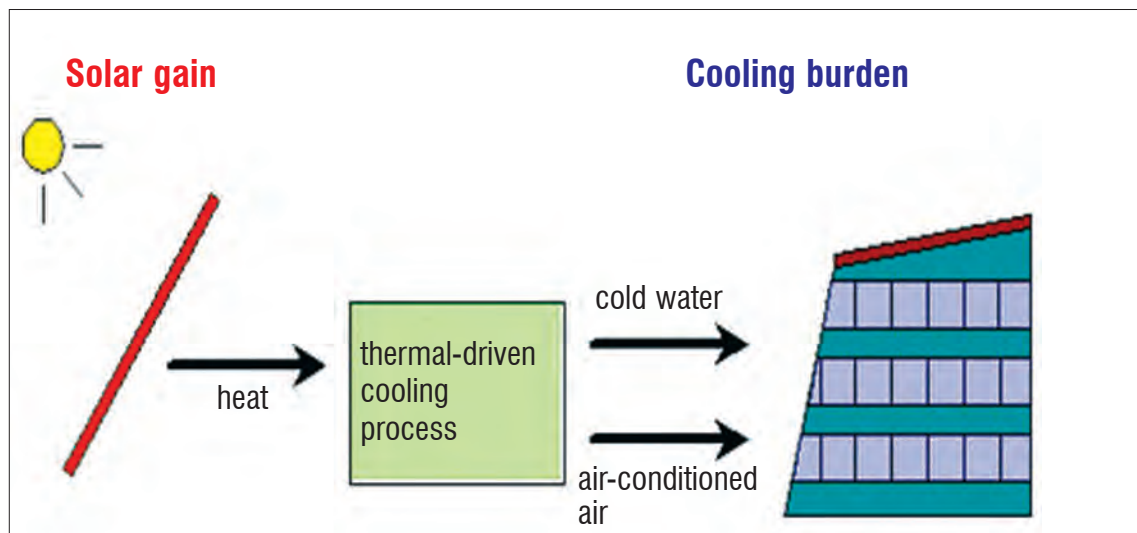 Solar gain
Cooling burden
heat
thermal-driven
cooling
process
cold water
air-conditioned
air